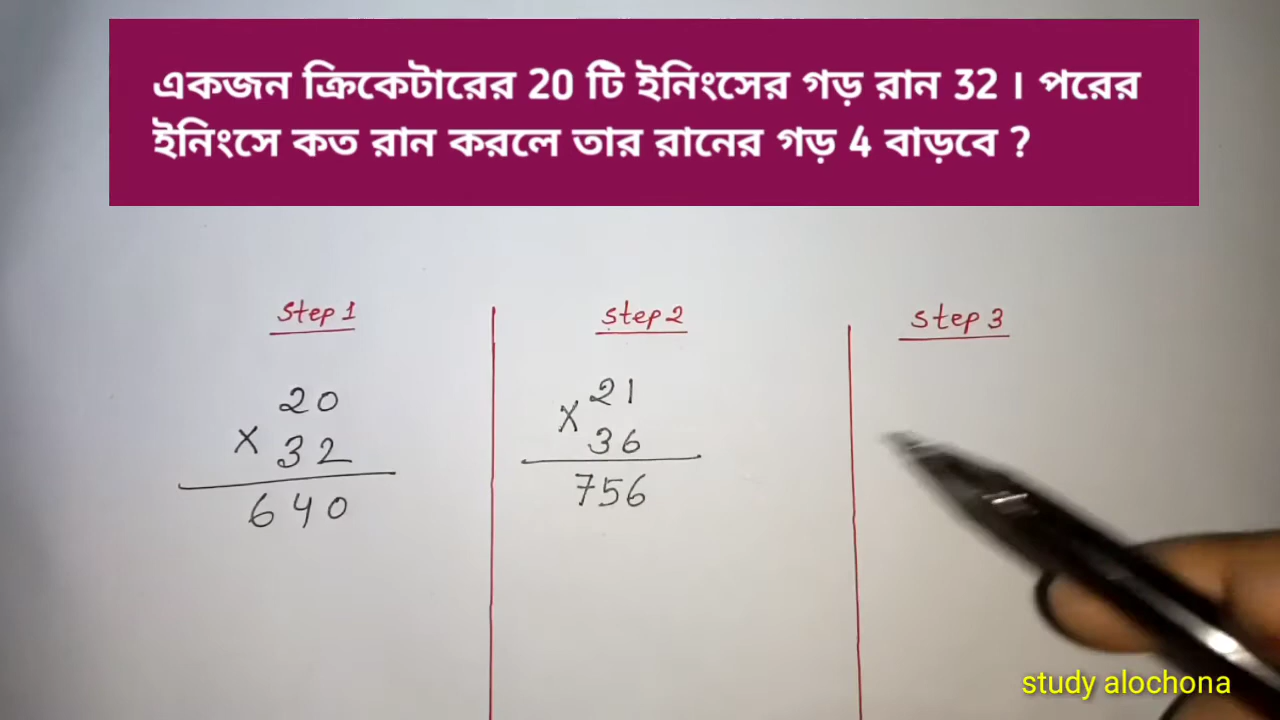 একজন ক্রিকেটারের 20 টি ইনিংসের গড় রান 32 । পরের
ইনিংসে কত রান করলে তার রানের গড় 4 বাড়বে ?
Step 1
20
× 32
640
Step 2
21
× 36
756
Step 3
study alochona